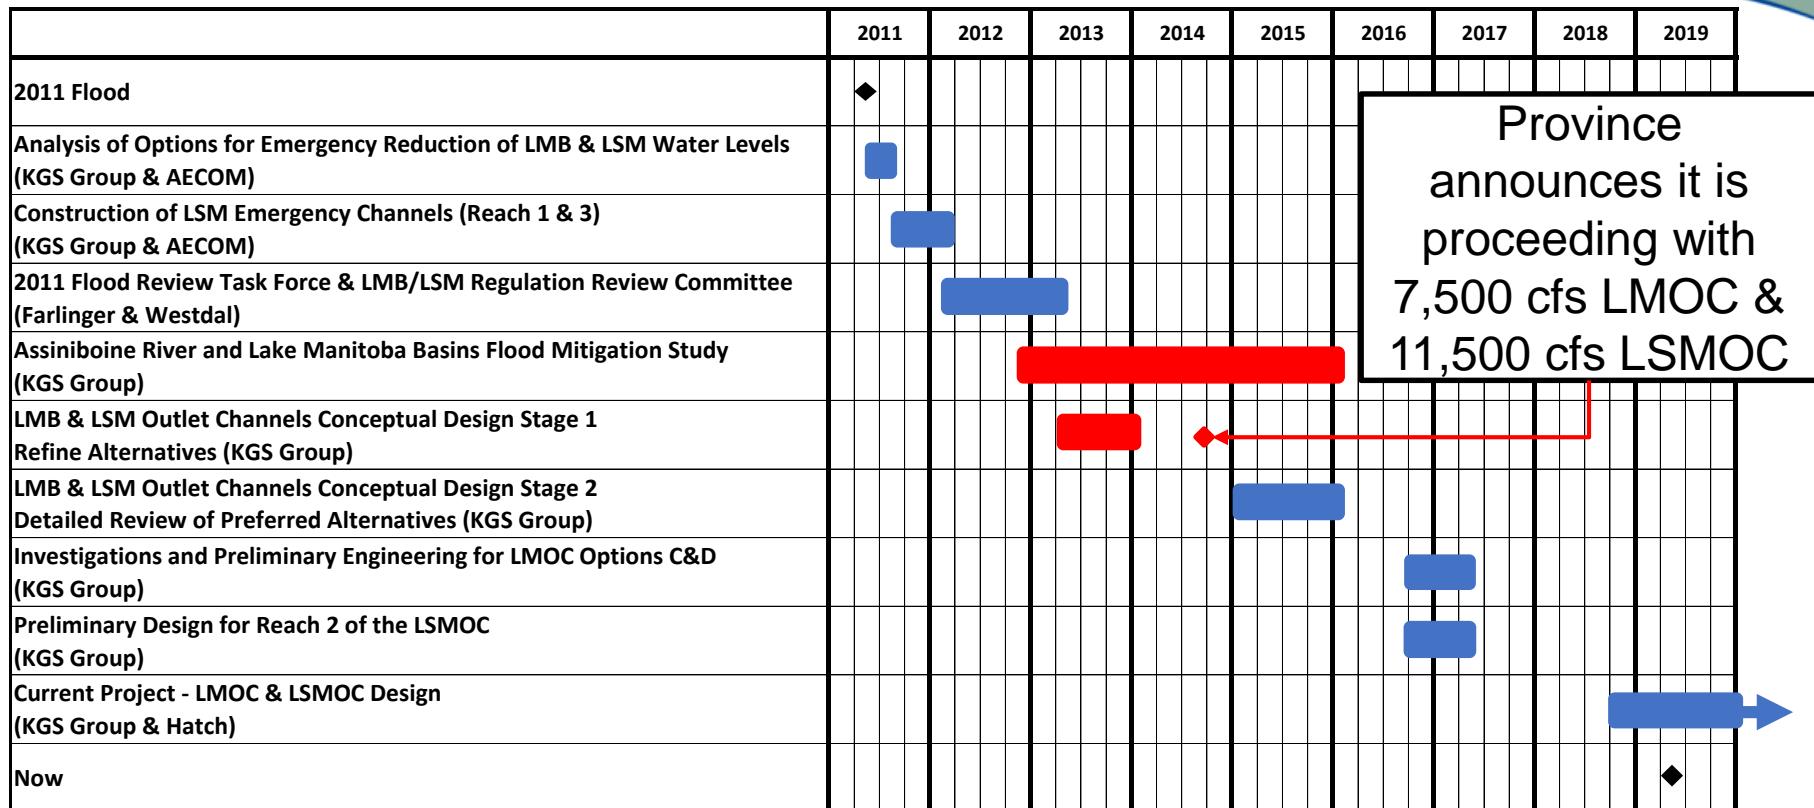 2011 2012 2013 2014 2015 2016 2017 2018 2019
2011 Flood
Analysis of Options for Emergency Reduction of LMB & LSM Water Levels
(KGS Group & AECOM)
Construction of LSM Emergency Channels (Reach 1 & 3)
(KGS Group & AECOM)
2011 Flood Review Task Force & LMB/LSM Regulation Review Committee
(Farlinger & Westdal)
Assiniboine River and Lake Manitoba Basins Flood Mitigation Study
(KGS Group)
LMB & LSM Outlet Channels Conceptual Design Stage 1
Refine Alternatives (KGS Group)
LMB & LSM Outlet Channels Conceptual Design Stage 2
Detailed Review of Preferred Alternatives (KGS Group)
Investigations and Preliminary Engineering for LMOC Options C&D
(KGS Group)
Preliminary Design for Reach 2 of the LSMOC
(KGS Group)
Current Project - LMOC & LSMOC Design
(KGS Group & Hatch)
Now
Province
announces it is
proceeding with
7,500 cfs LMOC &
11,500 cfs LSMOC